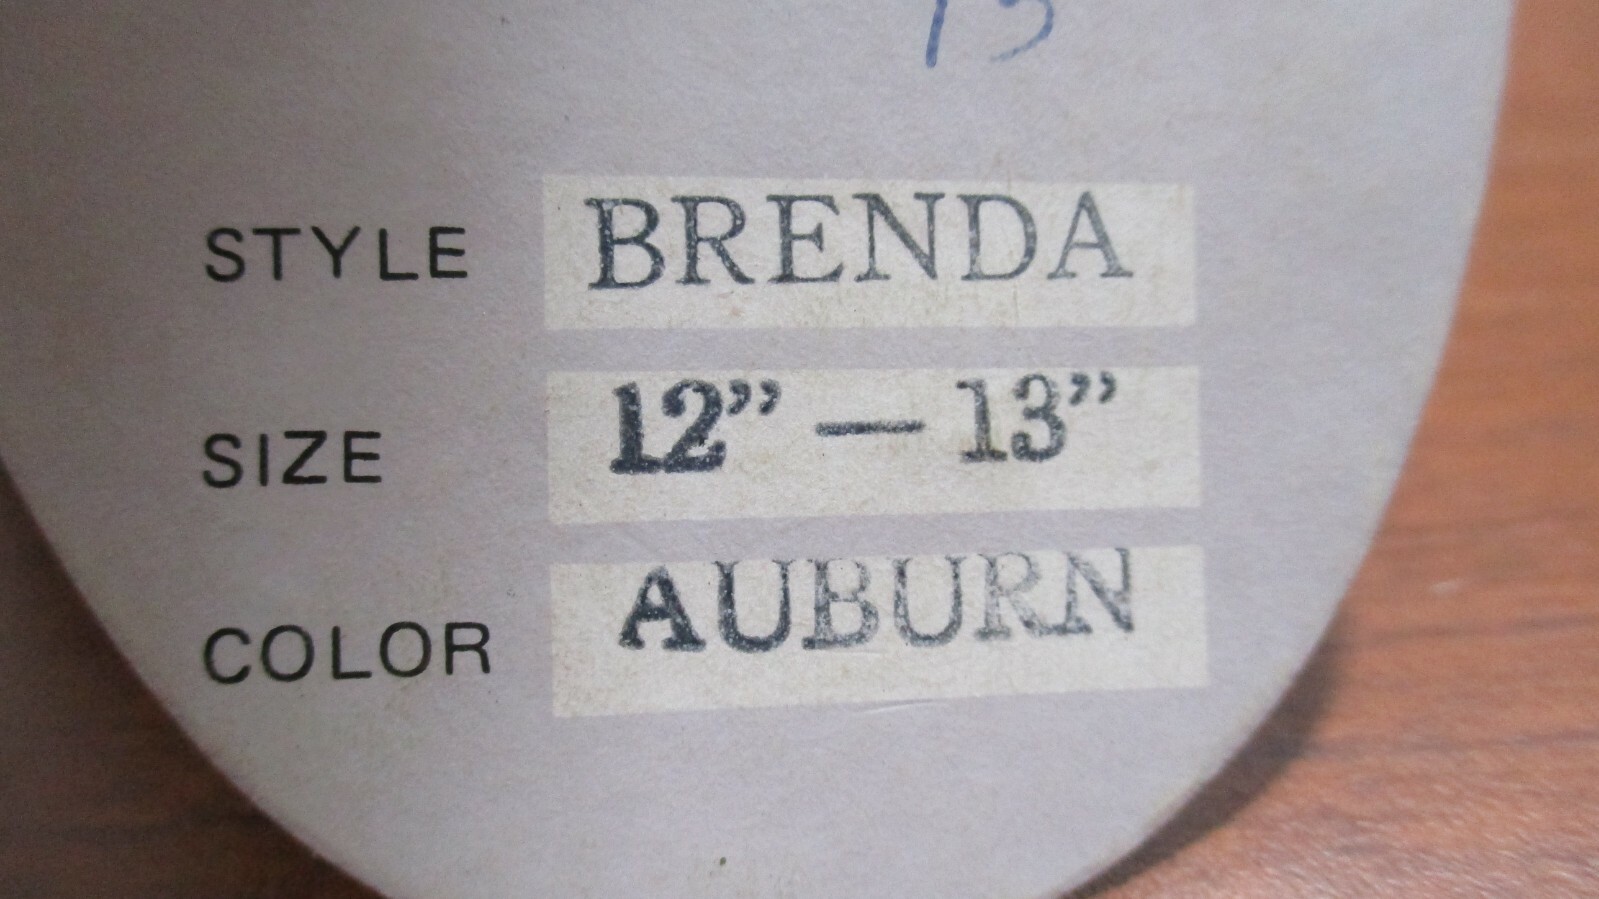 STYLE BRENDA
SIZE 12” — 13”
COLOR AUBURN